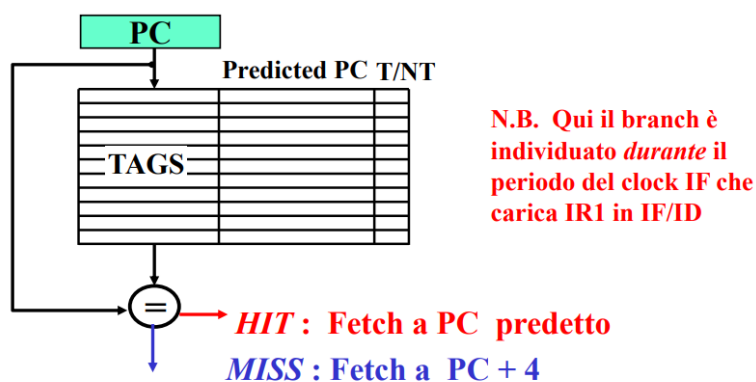 PC
Predicted PC T/NT
TAGS
N.B. Qui il branch è
individuato durante il
periodo del clock IF che
carica IR1 in IF/ID
=
HIT : Fetch a PC predetto
MISS : Fetch a PC + 4